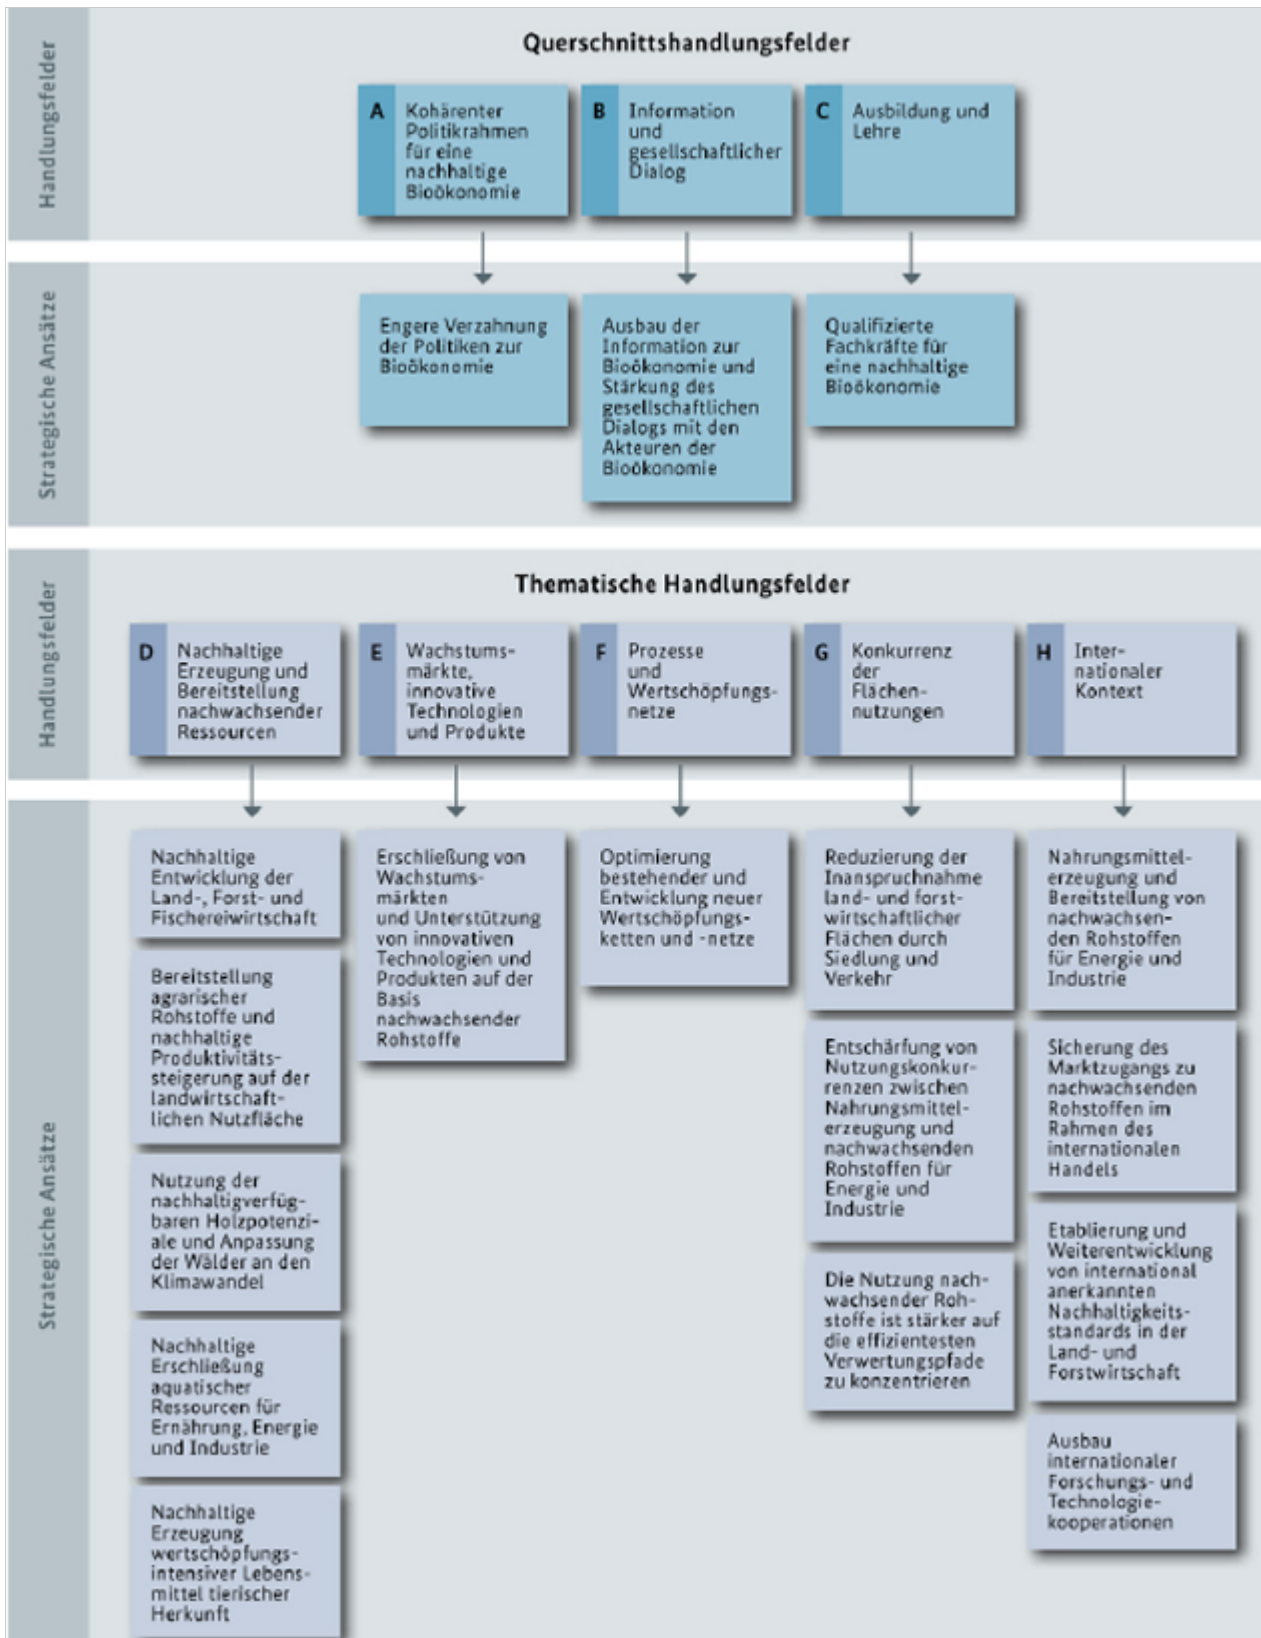 Handlungsfelder
Querschnittshandlungsfelder
A
Kohärenter
Politikrahmen
für eine
nachhaltige
Bioökonomie
B
Information
und
gesellschaftlicher
Dialog
C
Ausbildung und
Lehre
Strategische Ansätze
Engere Verzahnung
der Politiken zur
Bioökonomie
Ausbau der
Information zur
Bioökonomie und
Stärkung des
gesellschaftlichen
Dialogs mit den
Akteuren der
Bioökonomie
Qualifizierte
Fachkräfte für
eine nachhaltige
Bioökonomie
Handlungsfelder
Thematische Handlungsfelder
D
Nachhaltige
Erzeugung und
Bereitstellung
nachwachsender
Ressourcen
E
Wachstums-
märkte,
innovative
Technologien
und Produkte
F
Prozesse
und
Wertschöpfungs-
netze
G
Konkurrenz
der
Flächen-
nutzungen
H
Inter-
nationaler
Kontext
Strategische Ansätze
Nachhaltige
Entwicklung der
Land-, Forst- und
Fischereiwirtschaft
Bereitstellung
agrarischer
Rohstoffe und
nachhaltige
Produktivitäts-
steigerung auf der
landwirtschaft-
lichen Nutzfläche
Nutzung der
nachhaltigverfüg-
baren Holzpotenzi-
ale und Anpassung
der Wälder an den
Klimawandel
Nachhaltige
Erschließung
aquatischer
Ressourcen für
Ernährung, Energie
und Industrie
Nachhaltige
Erzeugung
wertschöpfungs-
intensiver Lebens-
mittel tierischer
Herkunft
Erschließung von
Wachstums-
märkten
und Unterstützung
von innovativen
Technologien und
Produkten auf der
Basis
nachwachsender
Rohstoffe
Optimierung
bestehender und
Entwicklung neuer
Wertschöpfungs-
ketten und -netze
Reduzierung der
Inanspruchnahme
land- und forst-
wirtschaftlicher
Flächen durch
Siedlung und
Verkehr
Entschärfung von
Nutzungskonkur-
renzen zwischen
Nahrungsmittel-
erzeugung und
nachwachsenden
Rohstoffen für
Energie und
Industrie
Die Nutzung nach-
wachsender Roh-
stoffe ist stärker auf
die effizientesten
Verwertungspfade
zu konzentrieren
Nahrungsmittel-
erzeugung und
Bereitstellung von
nachwachsen-
den Rohstoffen
für Energie und
Industrie
Sicherung des
Marktzugangs zu
nachwachsenden
Rohstoffen im
Rahmen des
internationalen
Handels
Etablierung und
Weiterentwicklung
von international
anerkannten
Nachhaltigkeits-
standards in der
Land- und
Forstwirtschaft
Ausbau
internationaler
Forschungs- und
Technologie-
kooperationen